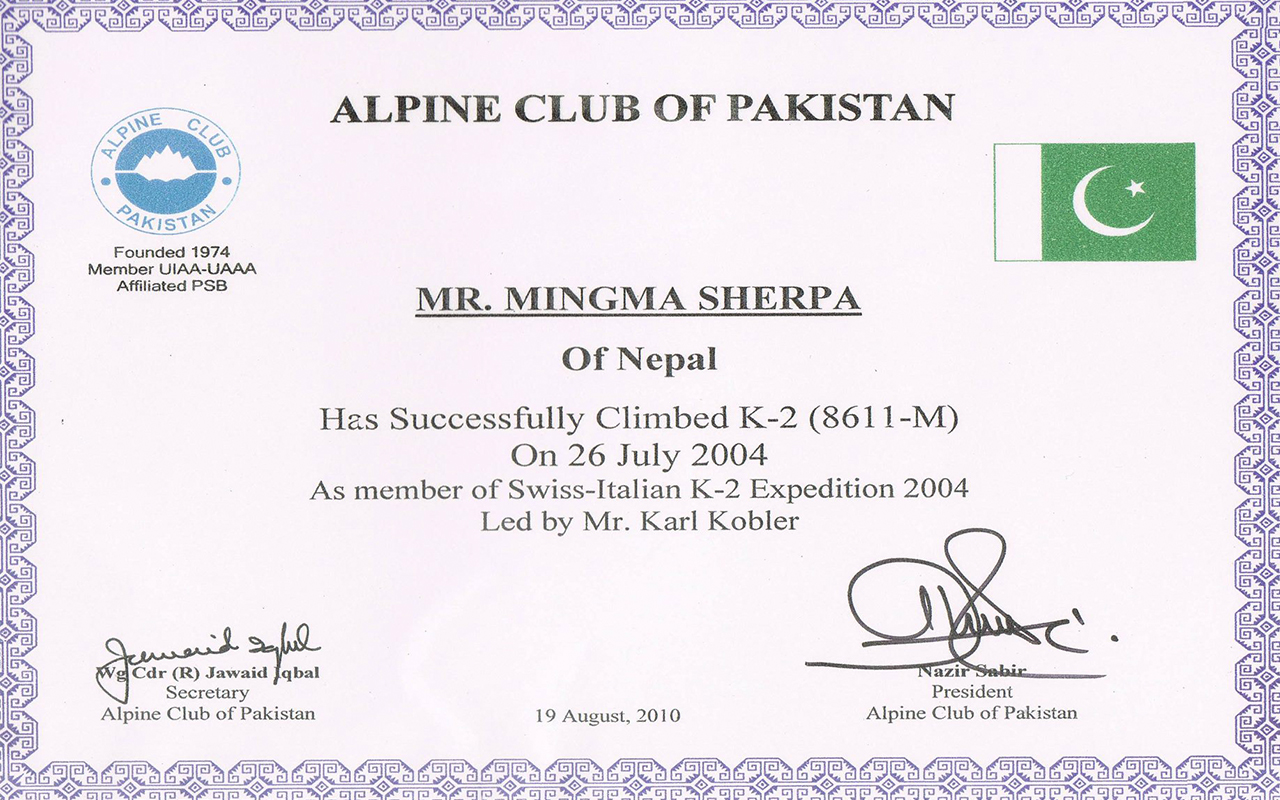 ALPINE CLUB OF PAKISTAN
ALPINE CLUB
PAKISTAN
Founded 1974
Member UIAA-UAAA
Affiliated PSB
MR. MINGMA SHERPA
Of Nepal
Has Successfully Climbed K-2 (8611-M)
On 26 July 2004
As member of Swiss-Italian K-2 Expedition 2004
Led by Mr. Karl Kobler
Jawaid Iqbal
Wg Cdr (R) Jawaid Iqbal
Secretary
Alpine Club of Pakistan
19 August, 2010
Nazir Sabir
President
Alpine Club of Pakistan